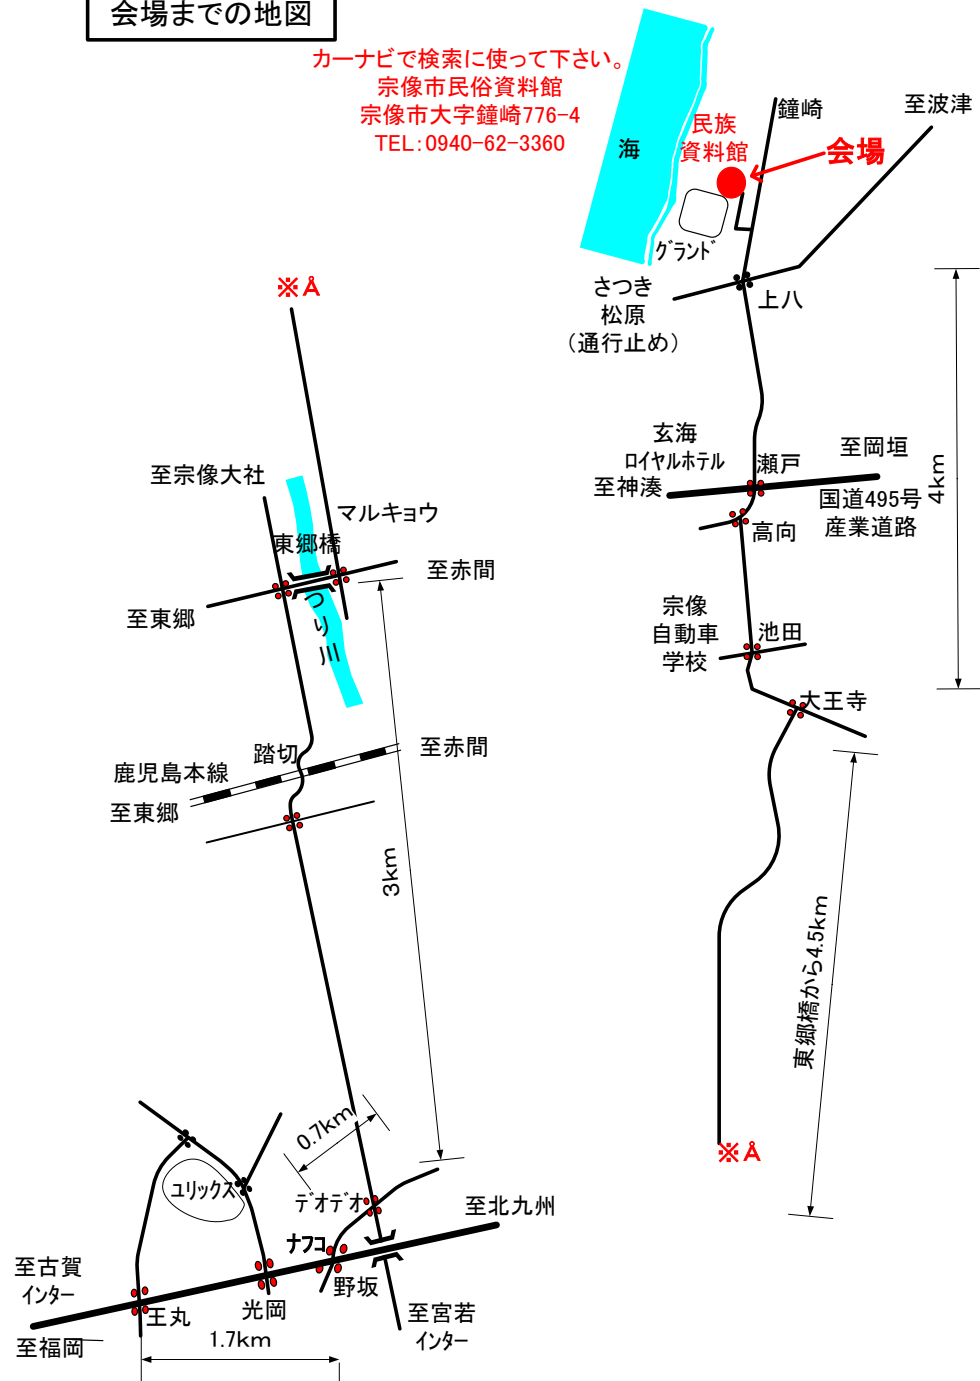 会場までの地図
カーナビで検索に使って下さい。
宗像市民俗資料館
宗像市大字鐘崎776-4
TEL:0940-62-3360
海
民族
資料館
鐘崎
至波津
会場
グランド
さつき
松原
(通行止め)
上八
※A
玄海
ロイヤルホテル
瀬戸
至岡垣
至神湊
国道495号
産業道路
高向
4km
至宗像大社
マルキョウ
東郷橋
至赤間
至東郷
つり川
宗像
自動車
学校
池田
大王寺
踏切
至赤間
鹿児島本線
至東郷
3km
東郷橋から4.5km
※A
0.7km
ユリックス
デオデオ
至北九州
ナフコ
至古賀
インター
野坂
光岡
王丸
至宮若
インター
至福岡
1.7km